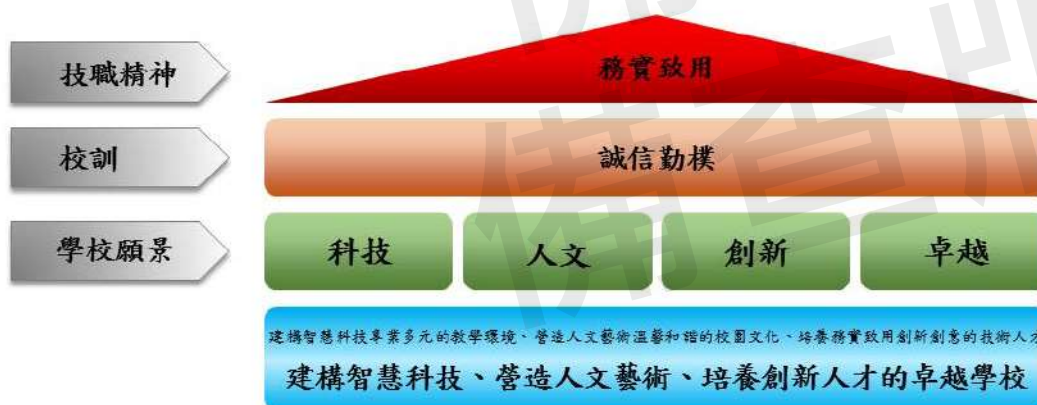 技職精神
務實致用
校訓
誠信勤樸
學校願景
科技
人文
創新
卓越
建構智慧科技專業多元的教學環境、營造人文藝術溫馨和諧的校園文化、培養務實致用創新創意的技術人才
建構智慧科技、營造人文藝術、培養創新人才的卓越學校
備查版